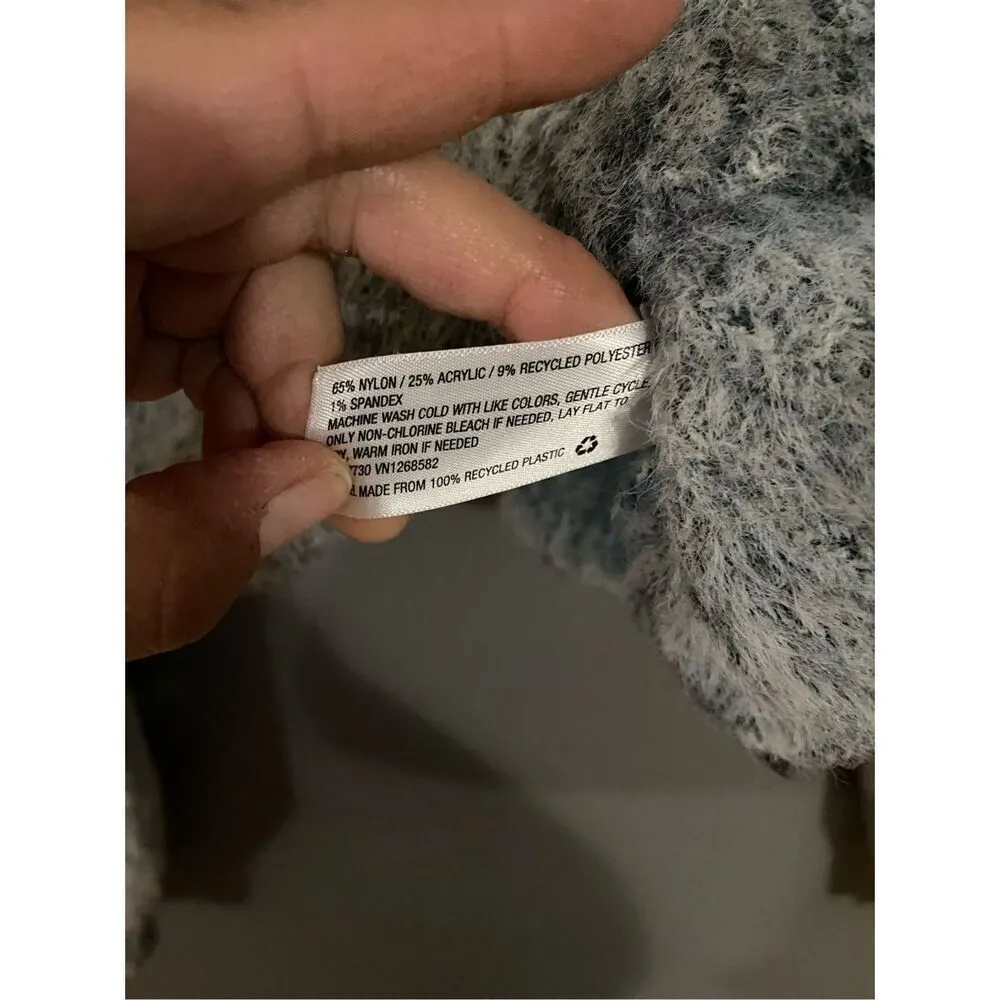 65% NYLON / 25% ACRYLIC / 9% RECYCLED POLYESTER
1% SPANDEX
MACHINE WASH COLD WITH LIKE COLORS, GENTLE CYCLE,
ONLY NON-CHLORINE BLEACH IF NEEDED, LAY FLAT TO
WARM IRON IF NEEDED
730 VN1268582
MADE FROM 100% RECYCLED PLASTIC